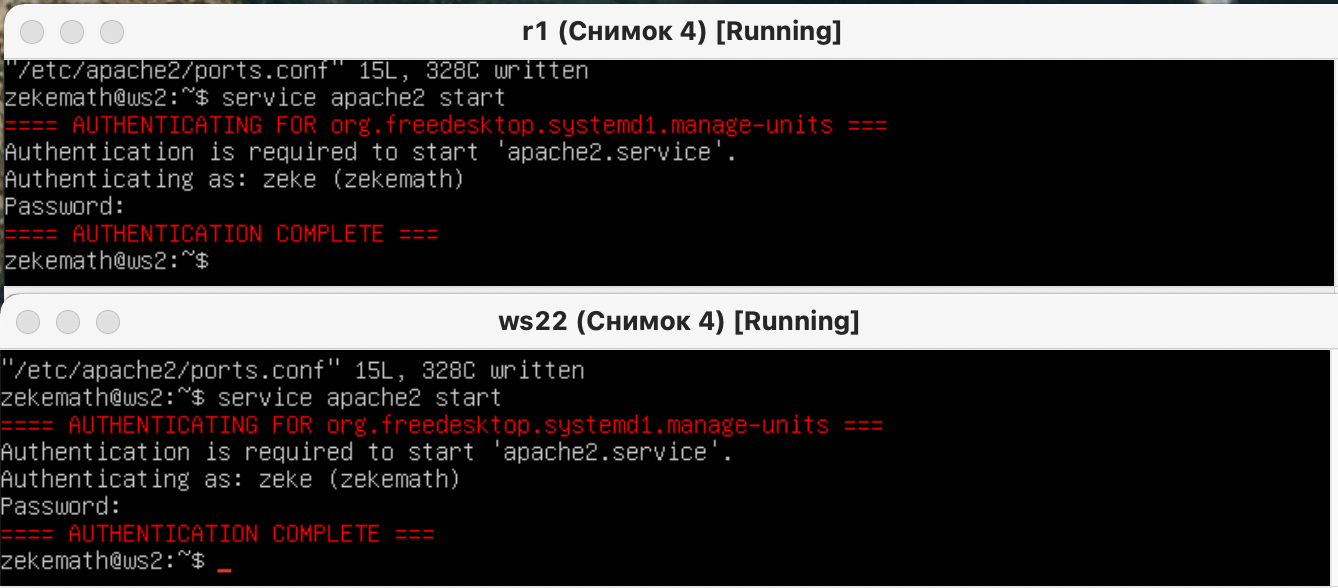 r1 (Снимок 4) [Running]
"/etc/apache2/ports.conf" 15L, 328C written
zekemath@ws2:~$ service apache2 start
==== AUTHENTICATING FOR org.freedesktop.systemd1.manage-units ===
Authentication is required to start 'apache2.service'.
Authenticating as: zeke (zekemath)
Password:
==== AUTHENTICATION COMPLETE ===
zekemath@ws2:~$
ws22 (Снимок 4) [Running]
"/etc/apache2/ports.conf" 15L, 328C written
zekemath@ws2:~$ service apache2 start
==== AUTHENTICATING FOR org.freedesktop.systemd1.manage-units ===
Authentication is required to start 'apache2.service'.
Authenticating as: zeke (zekemath)
Password:
==== AUTHENTICATION COMPLETE ===
zekemath@ws2:~$ _